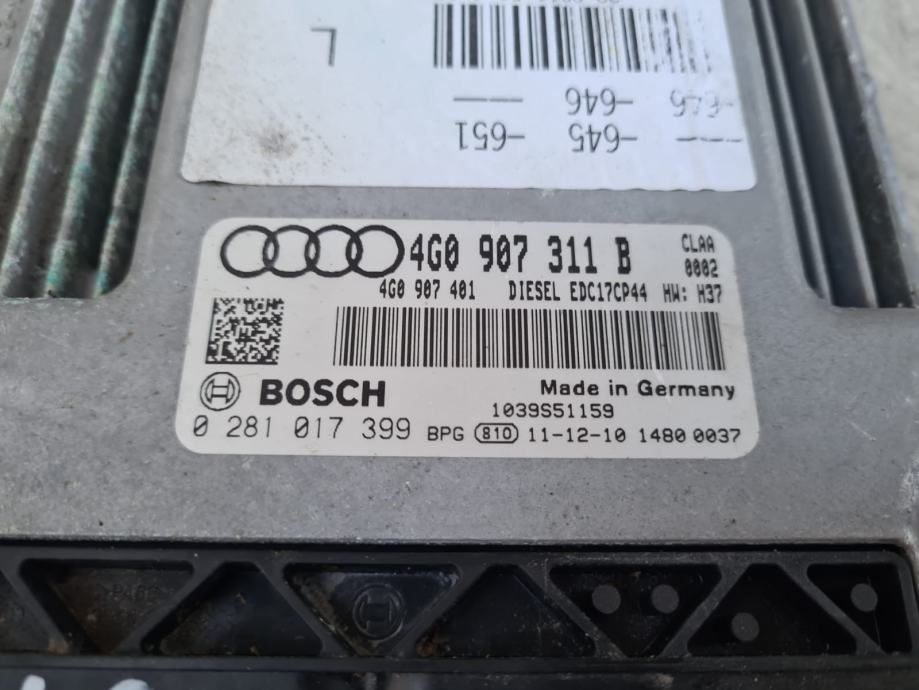 L
-651 -645
-646 -646
4G0 907 311 B
CLAA
0002
4G0 907 401 DIESEL EDC17CP44 HW: H37
BOSCH
Made in Germany
1039S51159
0 281 017 399 BPG 810 11-12-10 1480 0037